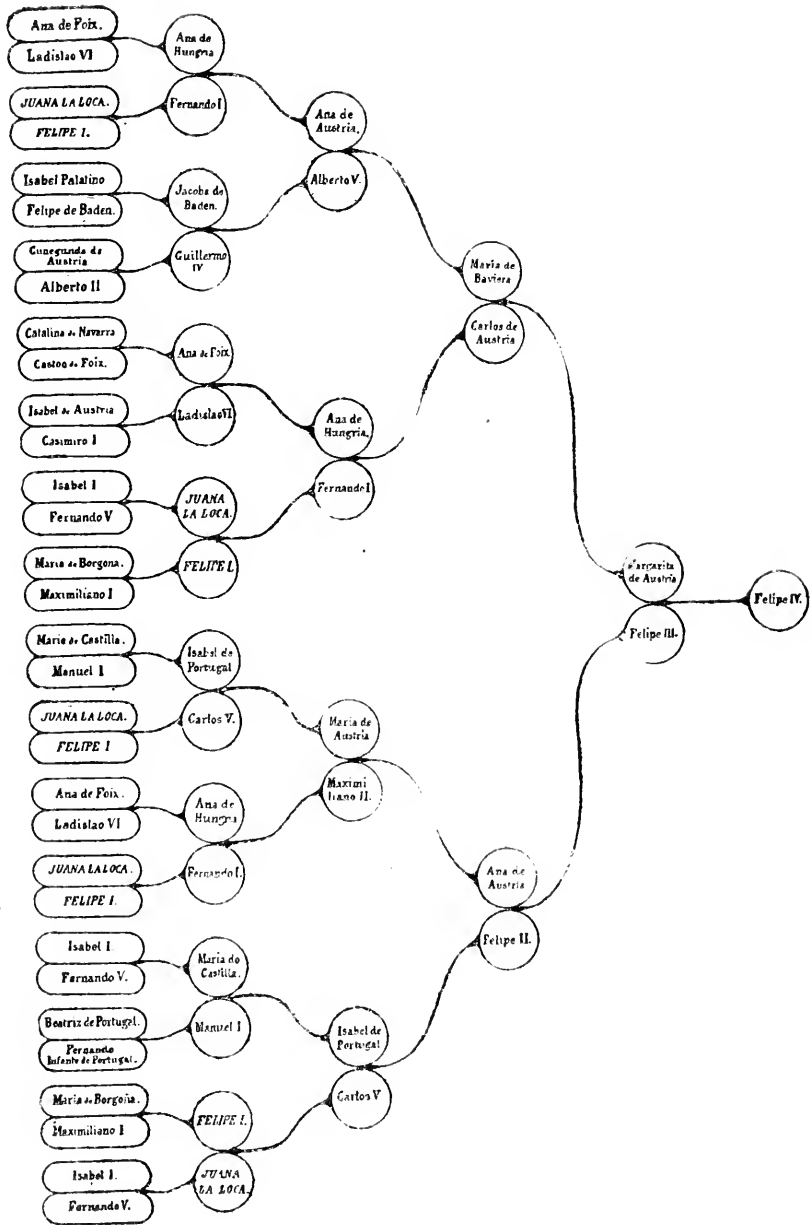 Ana de Foix.
Ladislao VI
JUANA LA LOCA.
FELIPE I.
Isabel Palatino
Felipe de Baden.
Cunegunda de
Austria
Alberto II
Catalina de Navarra
Caston de Foix.
Isabel de Austria
Casimiro I
Isabel I
Fernando V
Maria de Borgona.
Maximiliano I
Maria de Castilla.
Manuel I
JUANA LA LOCA.
FELIPE I
Ana de Foix.
Ladislao VI
JUANA LA LOCA.
FELIPE I.
Isabel I.
Fernando V.
Beatriz de Portugal.
Fernando
Infante de Portugal.
Maria de Borgoña.
Maximiliano I
Isabel I.
Fernando V.
Ana de
Hungria
Fernando I
Jacoba de
Baden.
Guillermo
IV
Ana de Foix
Ladislao VI
JUANA
LA LOCA.
FELIPE I.
Isabel de
Portugal
Carlos V.
Ana de
Hungria
Fernando I.
Maria de
Castilla.
Manuel I
FELIPE I.
JUANA
LA LOCA.
Ana de
Austria.
Alberto V.
Ana de
Hungria.
Fernando I
Maria de
Austria
Maximi
liano II.
Isabel de
Portugal
Carlos V
Maria de
Baviera
Carlos de
Austria
Ana de
Austria
Felipe II.
Margarita
de Austria
Felipe III.
Felipe IV.